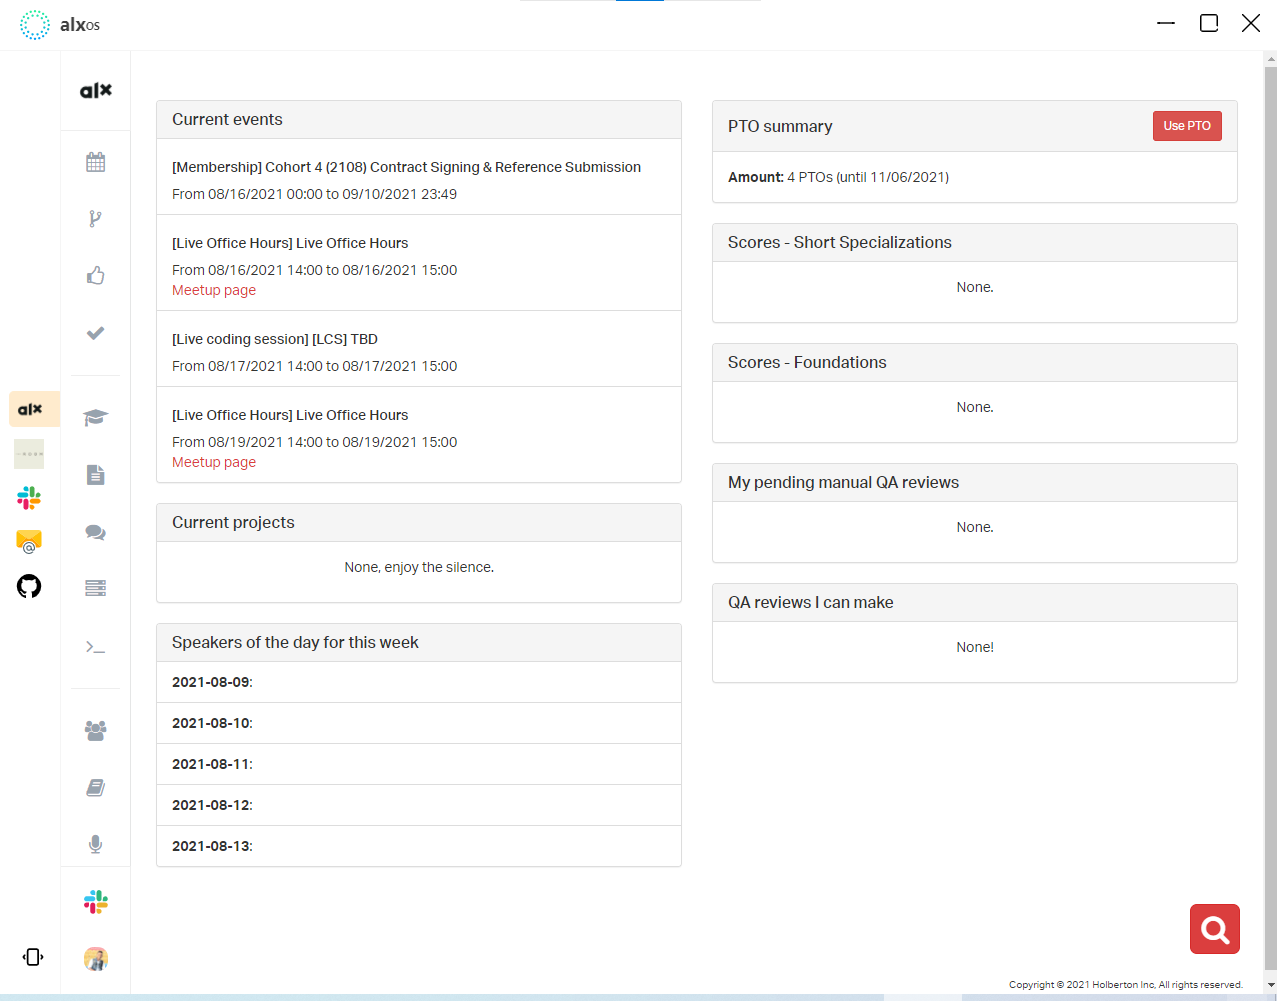 alxos
alx
Current events
[Membership] Cohort 4 (2108) Contract Signing & Reference Submission
From 08/16/2021 00:00 to 09/10/2021 23:49
[Live Office Hours] Live Office Hours
From 08/16/2021 14:00 to 08/16/2021 15:00
Meetup page
[Live coding session] [LCS] TBD
From 08/17/2021 14:00 to 08/17/2021 15:00
[Live Office Hours] Live Office Hours
From 08/19/2021 14:00 to 08/19/2021 15:00
Meetup page
Current projects
None, enjoy the silence.
Speakers of the day for this week
2021-08-09:
2021-08-10:
2021-08-11:
2021-08-12:
2021-08-13:
PTO summary
Use PTO
Amount: 4 PTOs (until 11/06/2021)
Scores - Short Specializations
None.
Scores - Foundations
None.
My pending manual QA reviews
None.
QA reviews I can make
None!
alx
Copyright © 2021 Holberton Inc, All rights reserved.